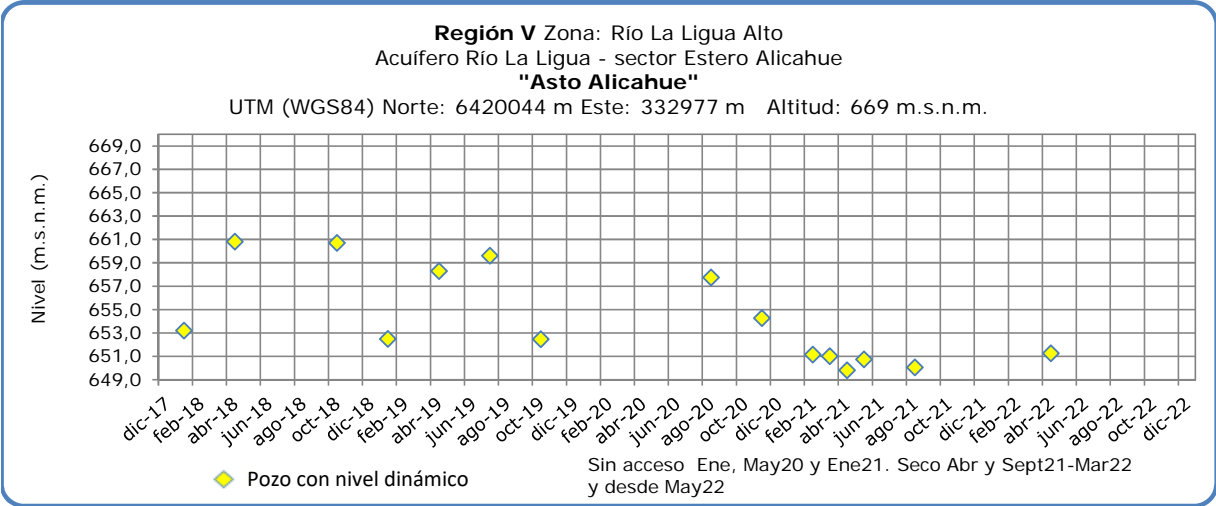 Región V Zona: Río La Ligua Alto
Acuífero Río La Ligua - sector Estero Alicahue
"Asto Alicahue"
UTM (WGS84) Norte: 6420044 m Este: 332977 m Altitud: 669 m.s.n.m.
Nivel (m.s.n.m.)
669,0
667,0
665,0
663,0
661,0
659,0
657,0
655,0
653,0
651,0
649,0
dic-17
feb-18
abr-18
jun-18
ago-18
oct-18
dic-18
feb-19
abr-19
jun-19
ago-19
oct-19
dic-19
feb-20
abr-20
jun-20
ago-20
oct-20
dic-20
feb-21
abr-21
jun-21
ago-21
oct-21
dic-21
feb-22
abr-22
jun-22
ago-22
oct-22
dic-22
Pozo con nivel dinámico
Sin acceso Ene, May20 y Ene21. Seco Abr y Sept21-Mar22
y desde May22